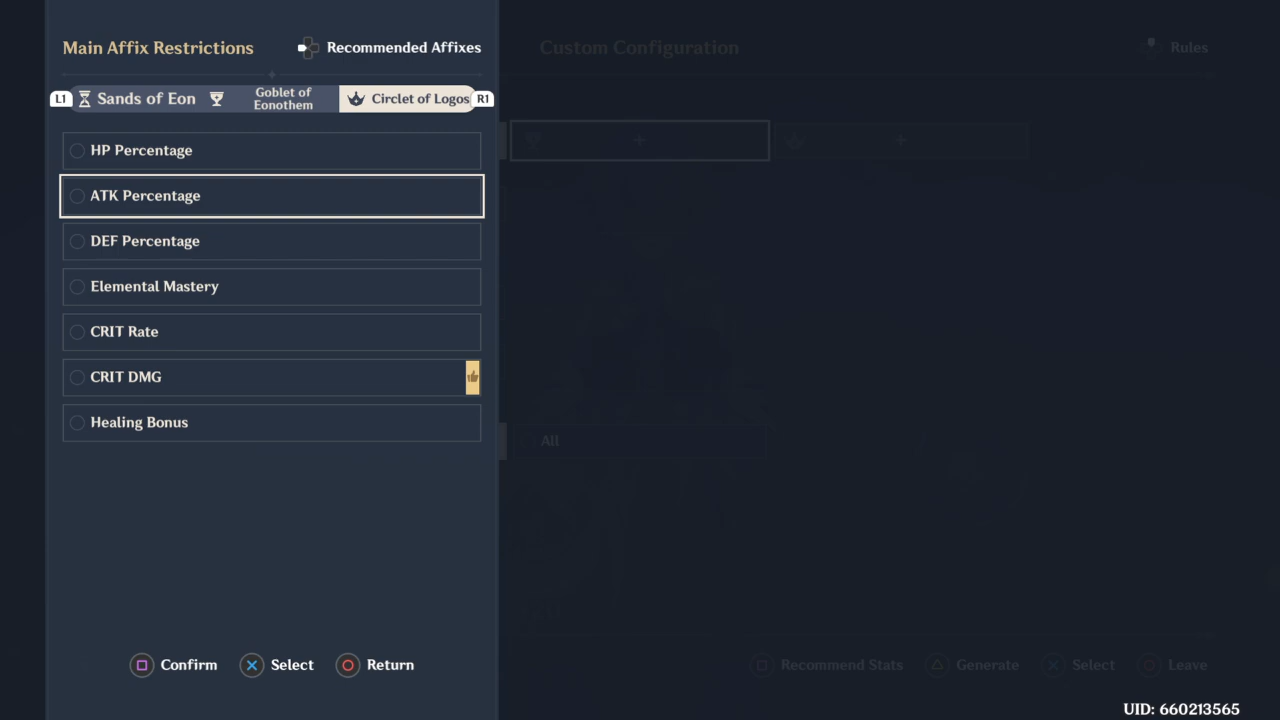 Main Affix Restrictions
Recommended Affixes
Custom Configuration
Rules
L1
Sands of Eon
Goblet of
Eonothem
Circlet of Logos
R1
HP Percentage
ATK Percentage
DEF Percentage
Elemental Mastery
CRIT Rate
CRIT DMG
Healing Bonus
All
Confirm
Select
Return
Recommend Stats
Generate
Select
Leave
UID: 660213565